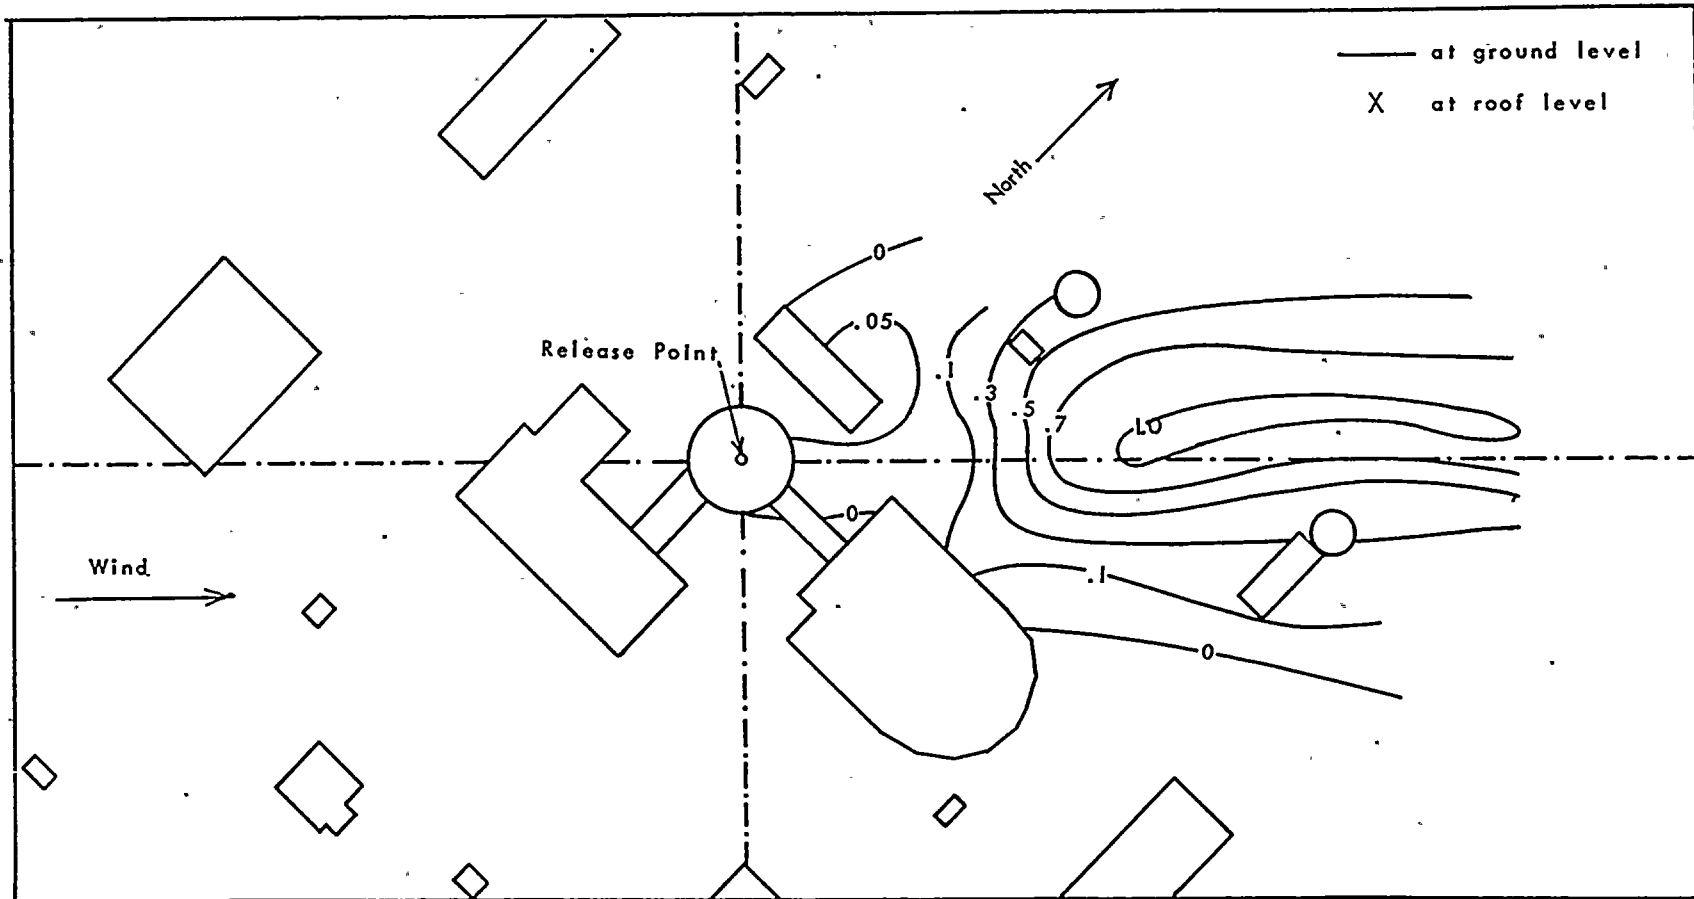 at ground level
X at roof level
North
0
.05
Release Point
.1
.3
.5
.7
1.0
0
Wind
.1
0